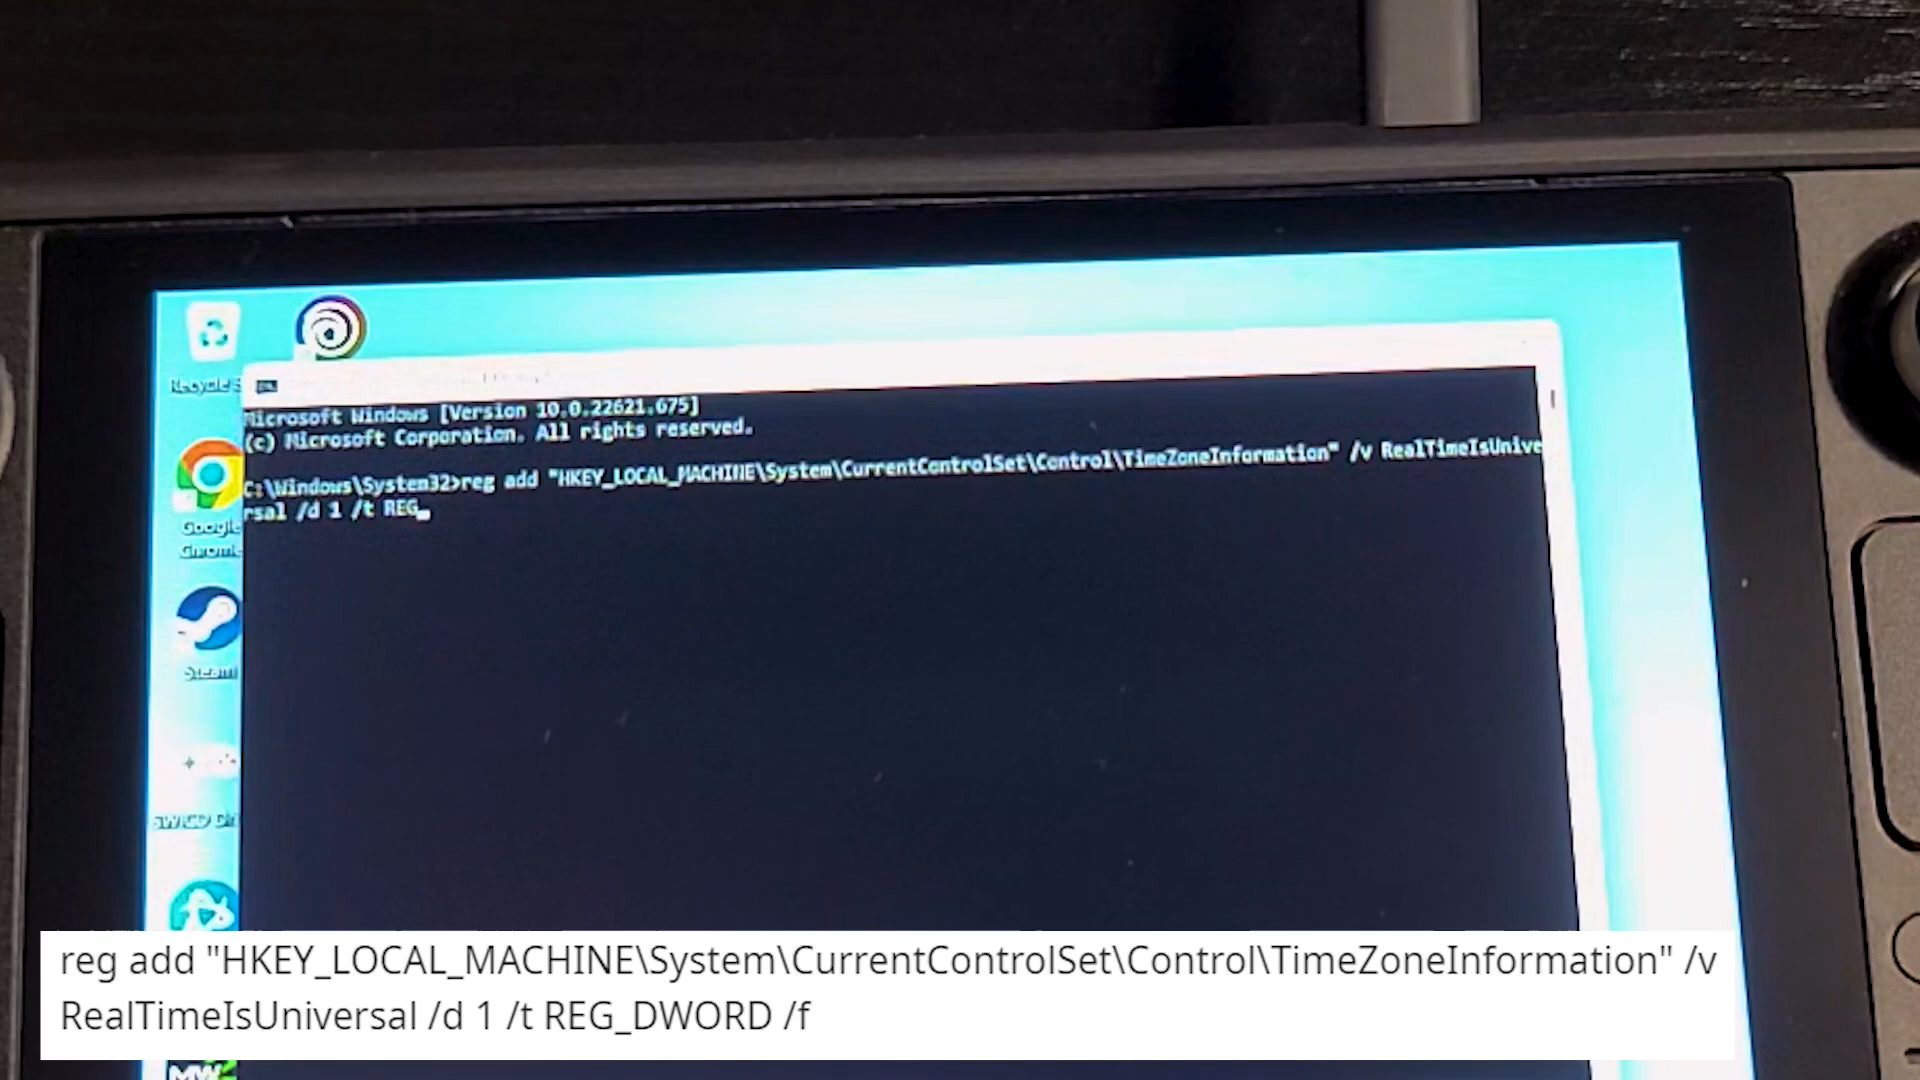 Recycle
Microsoft Windows [Version 10.0.22621.675]
(c) Microsoft Corporation. All rights reserved.
C:\Windows\System32>reg add "HKEY_LOCAL_MACHINE\System\CurrentControlSet\Control\TimeZoneInformation" /v RealTimeIsUnive
rsal /d 1 /t REG
Google
Chrome
Steam
SWICD
reg add "HKEY_LOCAL_MACHINE\System\CurrentControlSet\Control\TimeZoneInformation" /v
RealTimeIsUniversal /d 1 /t REG_DWORD /f
MW